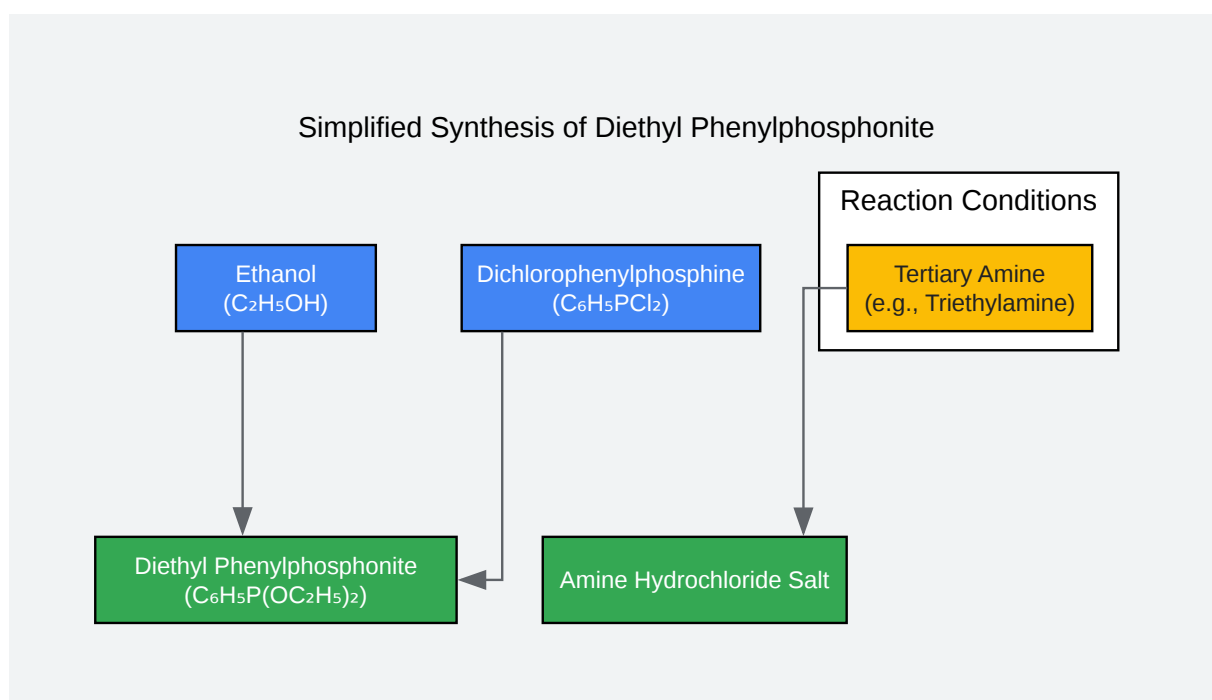 Simplified Synthesis of Diethyl Phenylphosphonite
Reaction Conditions
Ethanol
(C₂H₅OH)
Dichlorophenylphosphine
(C₆H₅PCl₂)
Tertiary Amine
(e.g., Triethylamine)
Diethyl Phenylphosphonite
(C₆H₅P(OC₂H₅)₂)
Amine Hydrochloride Salt